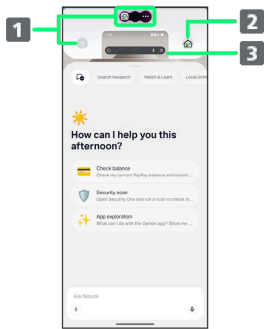 1
2
3
Search Research
Watch & Learn
How can I help you this
afternoon?
Check balance
Check my current PayPay balance and recent ...
Security scan
Open Security One and run a scan to check m...
App exploration
What can I do with the Gemini app? Show me ...
Ask Natural